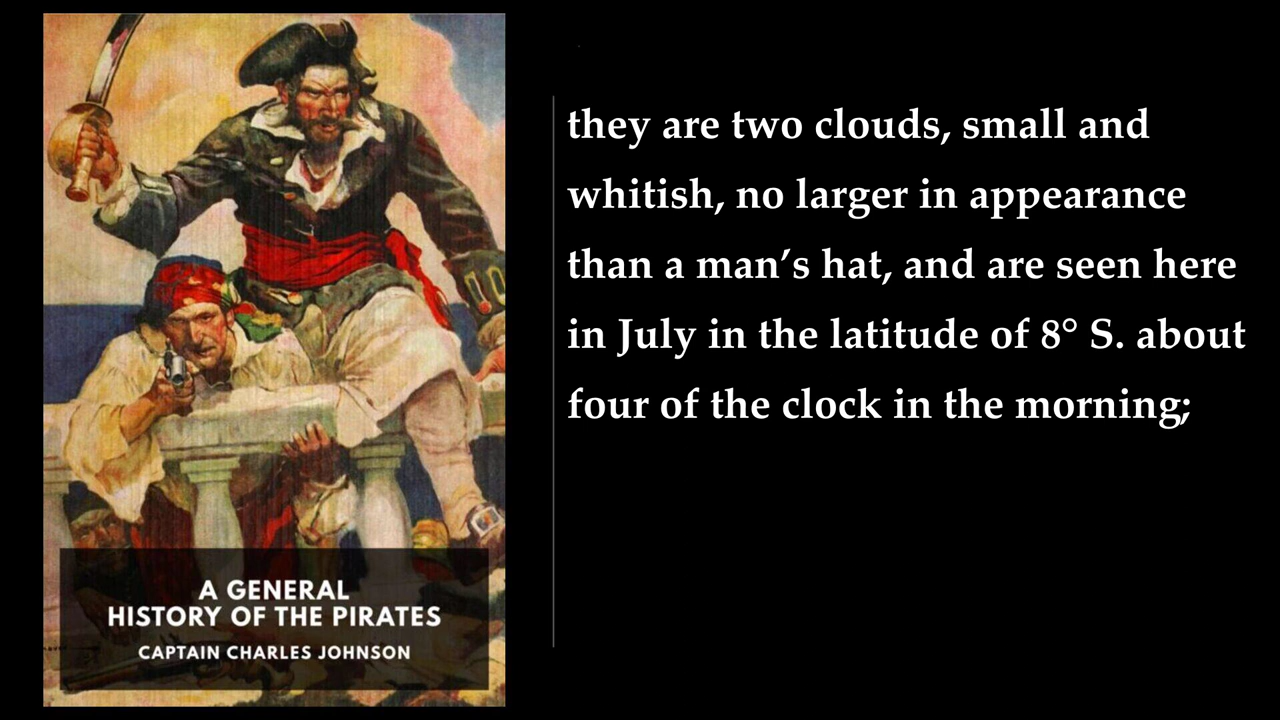 they are two clouds, small and
whitish, no larger in appearance
than a man’s hat, and are seen here
in July in the latitude of 8° S. about
four of the clock in the morning;
A GENERAL
HISTORY OF THE PIRATES
CAPTAIN CHARLES JOHNSON